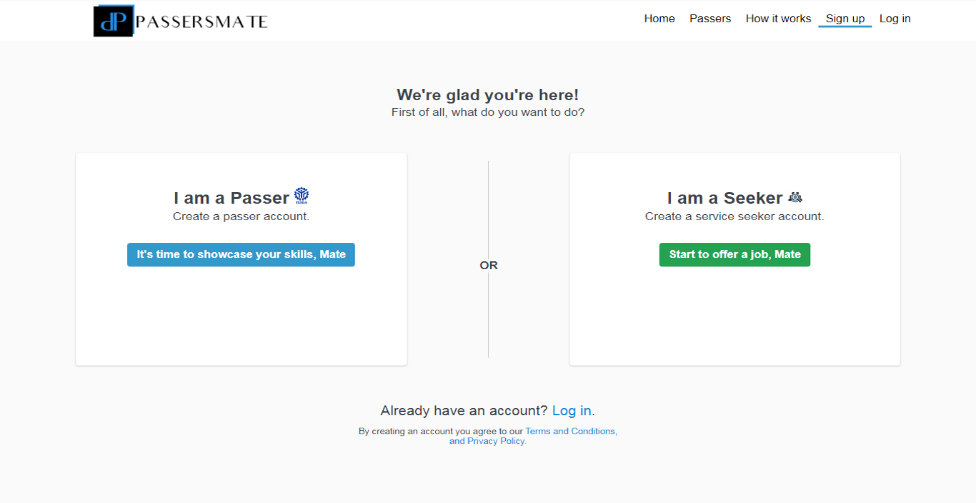 dP PASSERSMATE
Home Passers How it works Sign up Log in
We're glad you're here!
First of all, what do you want to do?
I am a Passer
Create a passer account.
It's time to showcase your skills, Mate
OR
I am a Seeker
Create a service seeker account.
Start to offer a job, Mate
Already have an account? Log in.
By creating an account you agree to our Terms and Conditions,
and Privacy Policy.